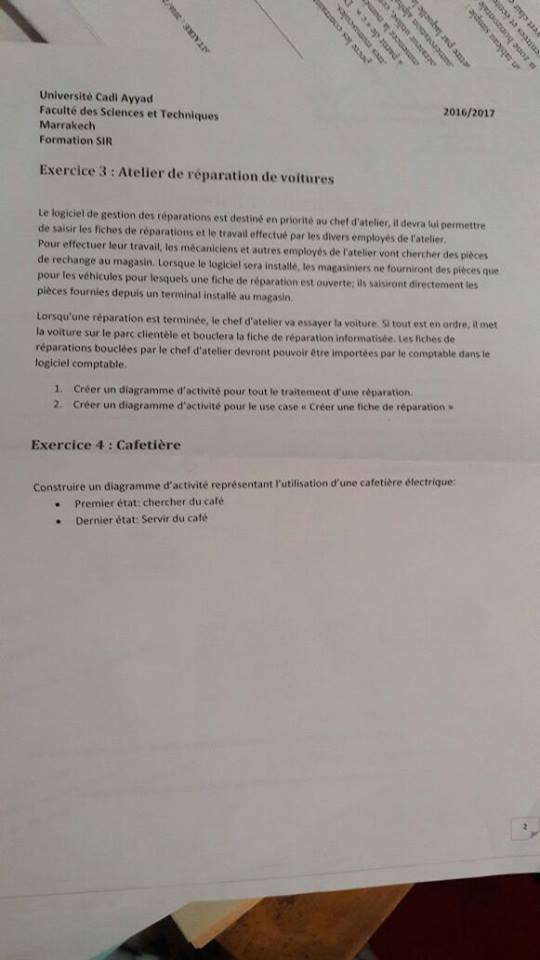 Université Cadi Ayyad
Faculté des Sciences et Techniques
2016/2017
Marrakech
Formation SIR
Exercice 3 : Atelier de réparation de voitures
Le logiciel de gestion des réparations est destiné en priorité au chef d'atelier, il devra lui permettre
de saisir les fiches de réparations et le travail effectué par les divers employés de l'atelier.
Pour effectuer leur travail, les mécaniciens et autres employés de l'atelier vont chercher des pièces
de rechange au magasin. Lorsque le logiciel sera installé, les magasiniers ne fourniront des pièces que
pour les véhicules pour lesquels une fiche de réparation est ouverte; ils saisiront directement les
pièces fournies depuis un terminal installé au magasin.
Lorsqu'une réparation est terminée, le chef d'atelier va essayer la voiture. Si tout est en ordre, il met
la voiture sur le parc clientèle et bouclera la fiche de réparation informatisée. Les fiches de
réparations bouclées par le chef d'atelier devront pouvoir être importées par le comptable dans le
logiciel comptable.
1. Créer un diagramme d'activité pour tout le traitement d'une réparation.
2. Créer un diagramme d'activité pour le use case « Créer une fiche de réparation »
Exercice 4 : Cafetière
Construire un diagramme d'activité représentant l'utilisation d'une cafetière électrique:
• Premier état: chercher du café
• Dernier état: Servir du café
2